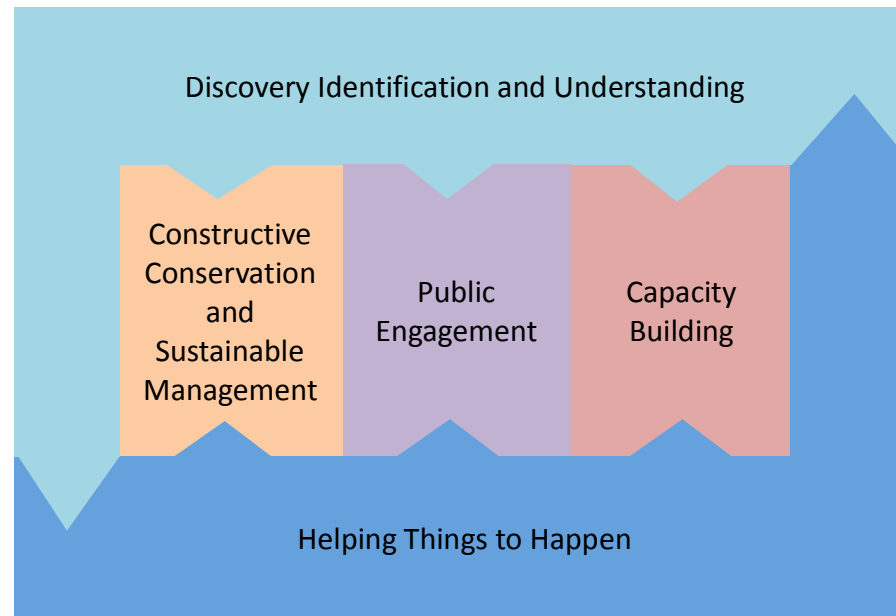 Discovery Identification and Understanding
Constructive
Conservation
and
Sustainable
Management
Public
Engagement
Capacity
Building
Helping Things to Happen